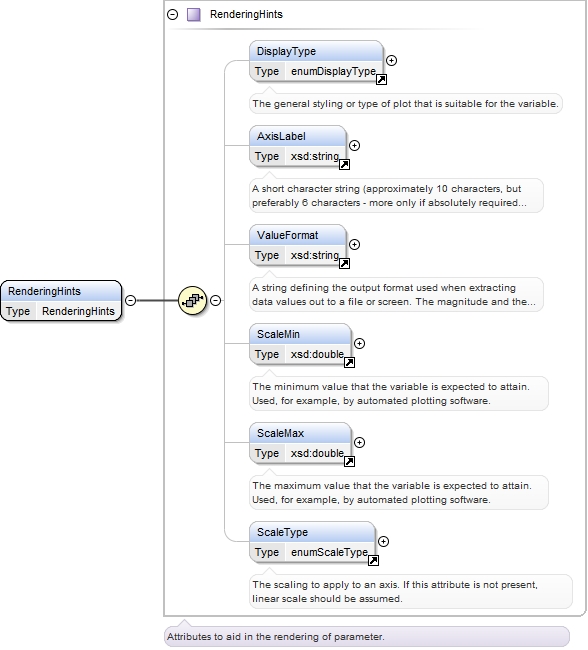 RenderingHints
DisplayType
Type enumDisplayType
The general styling or type of plot that is suitable for the variable.
AxisLabel
Type xsd:string
A short character string (approximately 10 characters, but
preferably 6 characters - more only if absolutely required...
ValueFormat
Type xsd:string
A string defining the output format used when extracting
data values out to a file or screen. The magnitude and the...
RenderingHints
Type RenderingHints
ScaleMin
Type xsd:double
The minimum value that the variable is expected to attain.
Used, for example, by automated plotting software.
ScaleMax
Type xsd:double
The maximum value that the variable is expected to attain.
Used, for example, by automated plotting software.
ScaleType
Type enumScaleType
The scaling to apply to an axis. If this attribute is not present,
linear scale should be assumed.
Attributes to aid in the rendering of parameter.